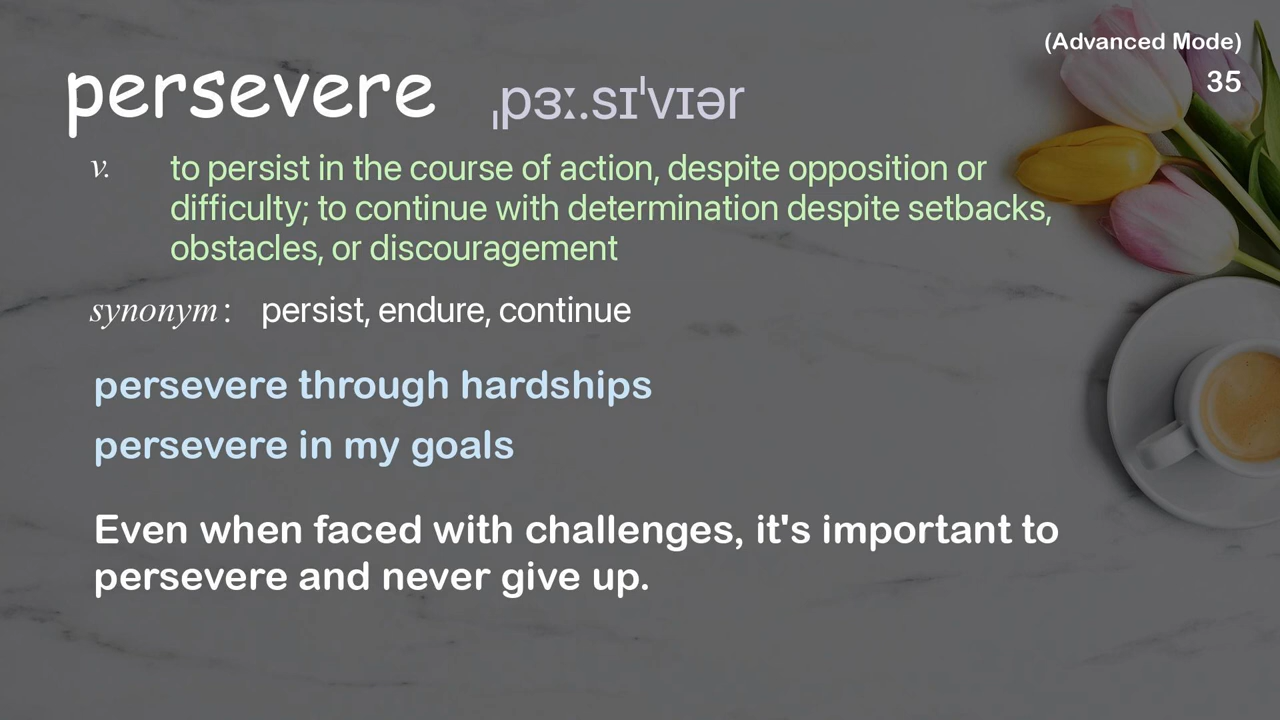 (Advanced Mode)
35
persevere ˌpɜː.sɪˈvɪər
v. to persist in the course of action, despite opposition or
difficulty; to continue with determination despite setbacks,
obstacles, or discouragement
synonym: persist, endure, continue
persevere through hardships
persevere in my goals
Even when faced with challenges, it's important to
persevere and never give up.